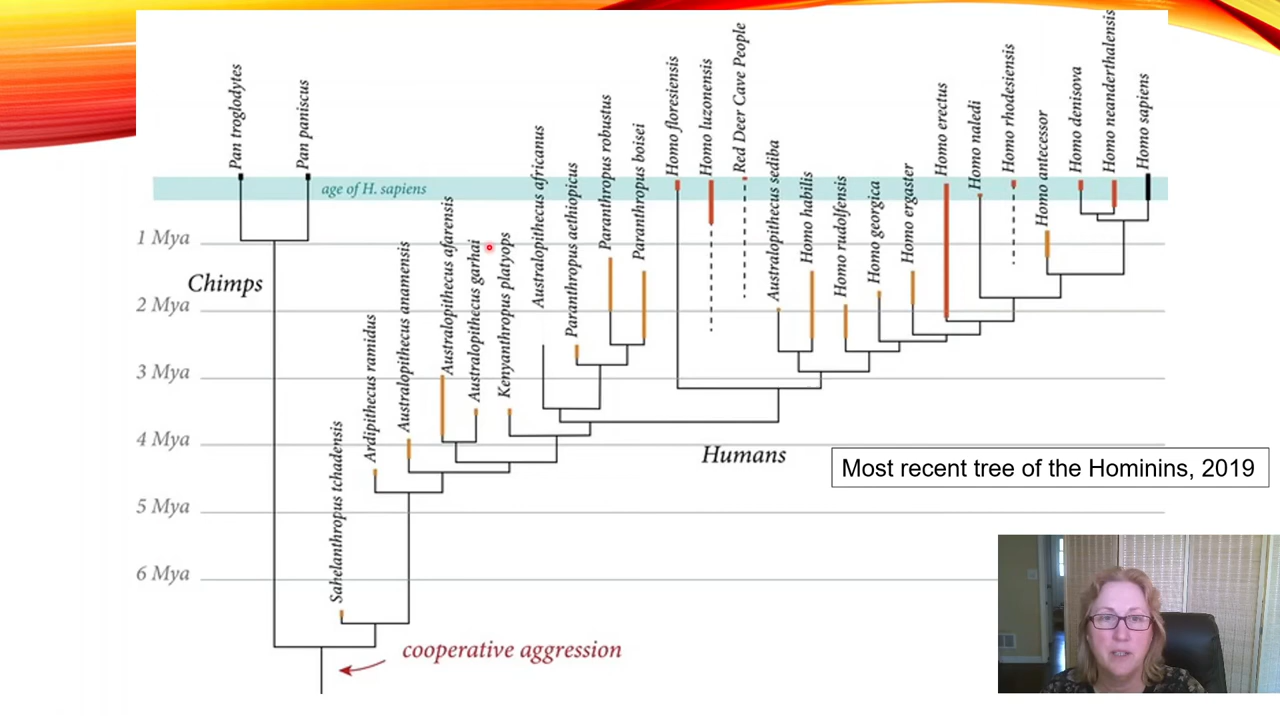 Pan troglodytes
Pan paniscus
Sahelanthropus tchadensis
Ardipithecus ramidus
Australopithecus anamensis
Australopithecus afarensis
Australopithecus garhai
Kenyanthropus platyops
Australopithecus africanus
Paranthropus aethiopicus
Paranthropus robustus
Paranthropus boisei
Homo floresiensis
Homo luzonensis
Red Deer Cave People
Australopithecus sediba
Homo habilis
Homo rudolfensis
Homo georgica
Homo ergaster
Homo erectus
Homo naledi
Homo rhodesiensis
Homo antecessor
Homo denisova
Homo neanderthalensis
Homo sapiens
age of H. sapiens
1 Mya
Chimps
2 Mya
3 Mya
4 Mya
Humans
Most recent tree of the Hominins, 2019
5 Mya
6 Mya
cooperative aggression